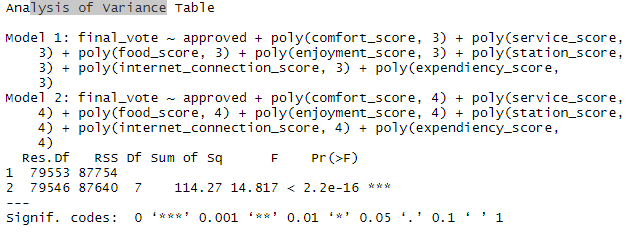 Analysis of Variance Table
Model 1: final_vote ~ approved + poly(comfort_score, 3) + poly(service_score,
3) + poly(food_score, 3) + poly(enjoyment_score, 3) + poly(station_score,
3) + poly(internet_connection_score, 3) + poly(expendiency_score,
3)
Model 2: final_vote ~ approved + poly(comfort_score, 4) + poly(service_score,
4) + poly(food_score, 4) + poly(enjoyment_score, 4) + poly(station_score,
4) + poly(internet_connection_score, 4) + poly(expendiency_score,
4)
Res.Df RSS Df Sum of Sq F Pr(>F)
1 79553 87754
2 79546 87640 7 114.27 14.817 < 2.2e-16 ***
---
Signif. codes: 0 ‘***’ 0.001 ‘**’ 0.01 ‘*’ 0.05 ‘.’ 0.1 ‘ ’ 1